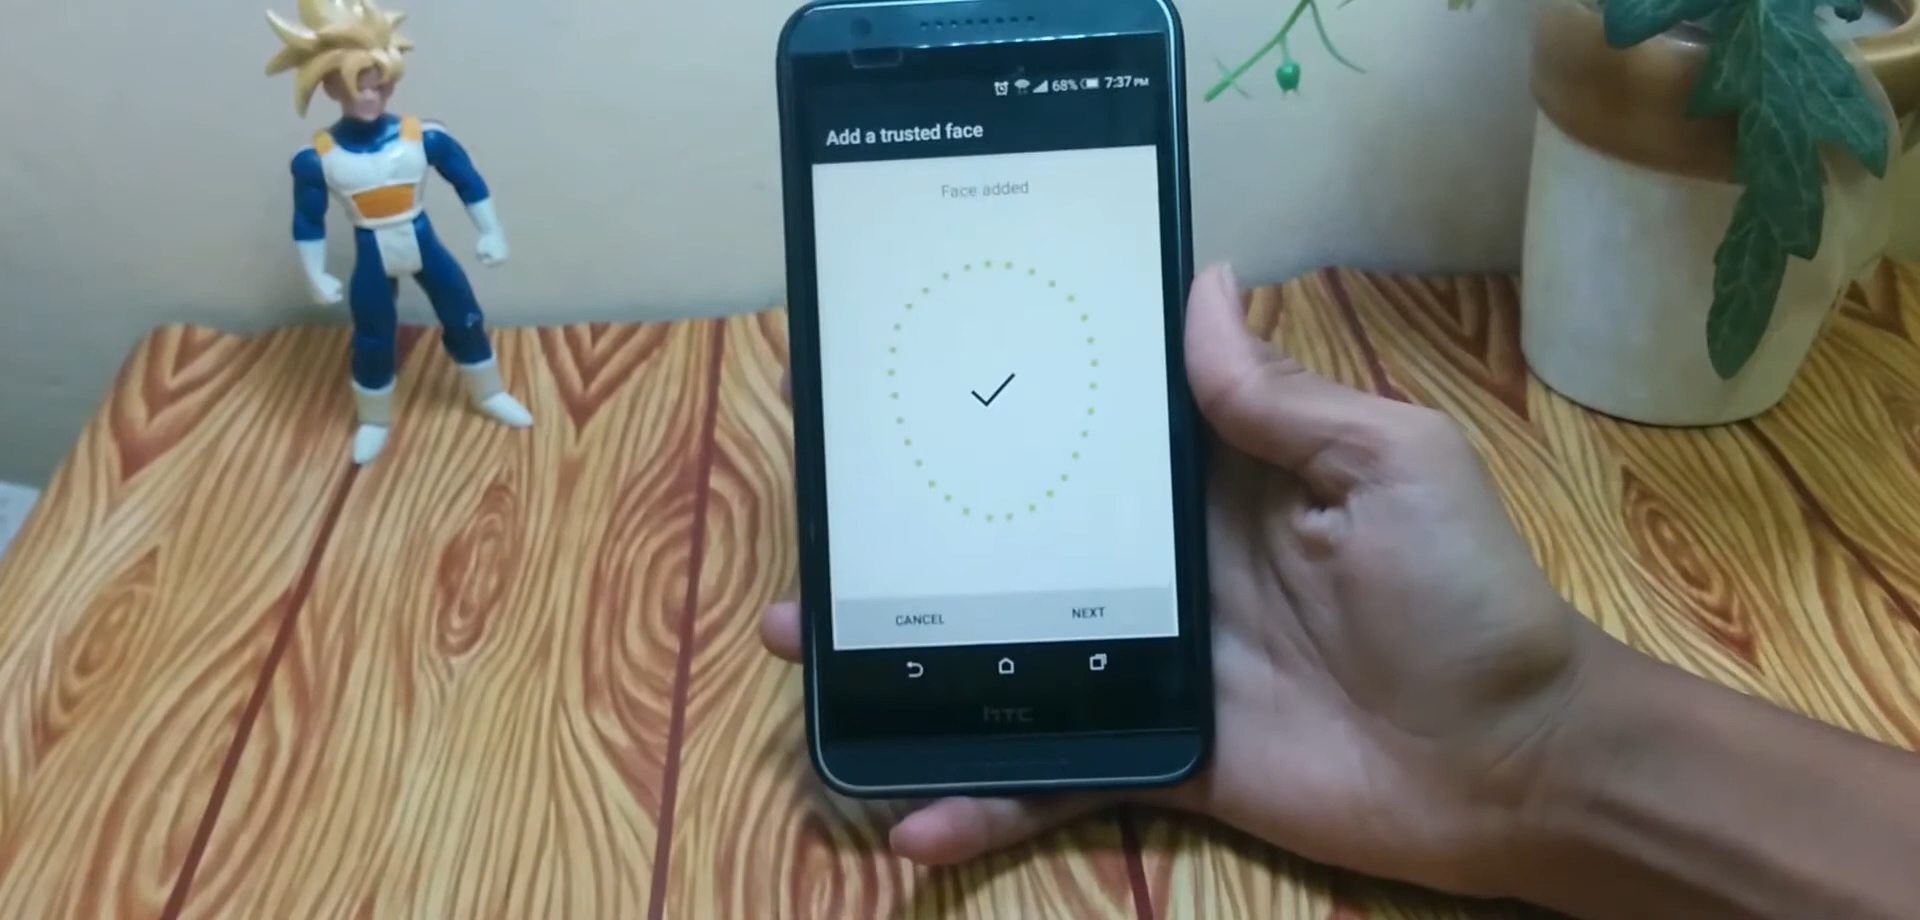 68% 7:37 PM
Add a trusted face
Face added
CANCEL NEXT
hTC